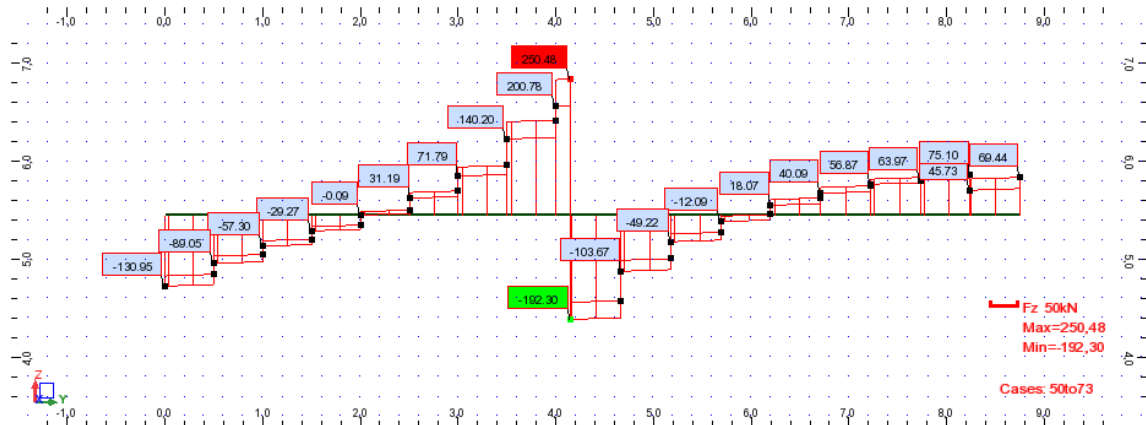 -1,0 0,0 1,0 2,0 3,0 4,0 5,0 6,0 7,0 8,0 9,0
7,0 250.48 7,0
200.78
140.20
6,0 71.79 75.10 69.44 6,0
31.19 40.09 56.87 63.97 45.73
-0.09 18.07
-29.27 -12.09
-57.30 -49.22
-89.05
5,0 -130.95 -103.67 5,0
-192.30
Fz 50kN
Max=250,48
Min=-192,30
4,0 4,0
Z
X Y
Cases: 50to73
-1,0 0,0 1,0 2,0 3,0 4,0 5,0 6,0 7,0 8,0 9,0